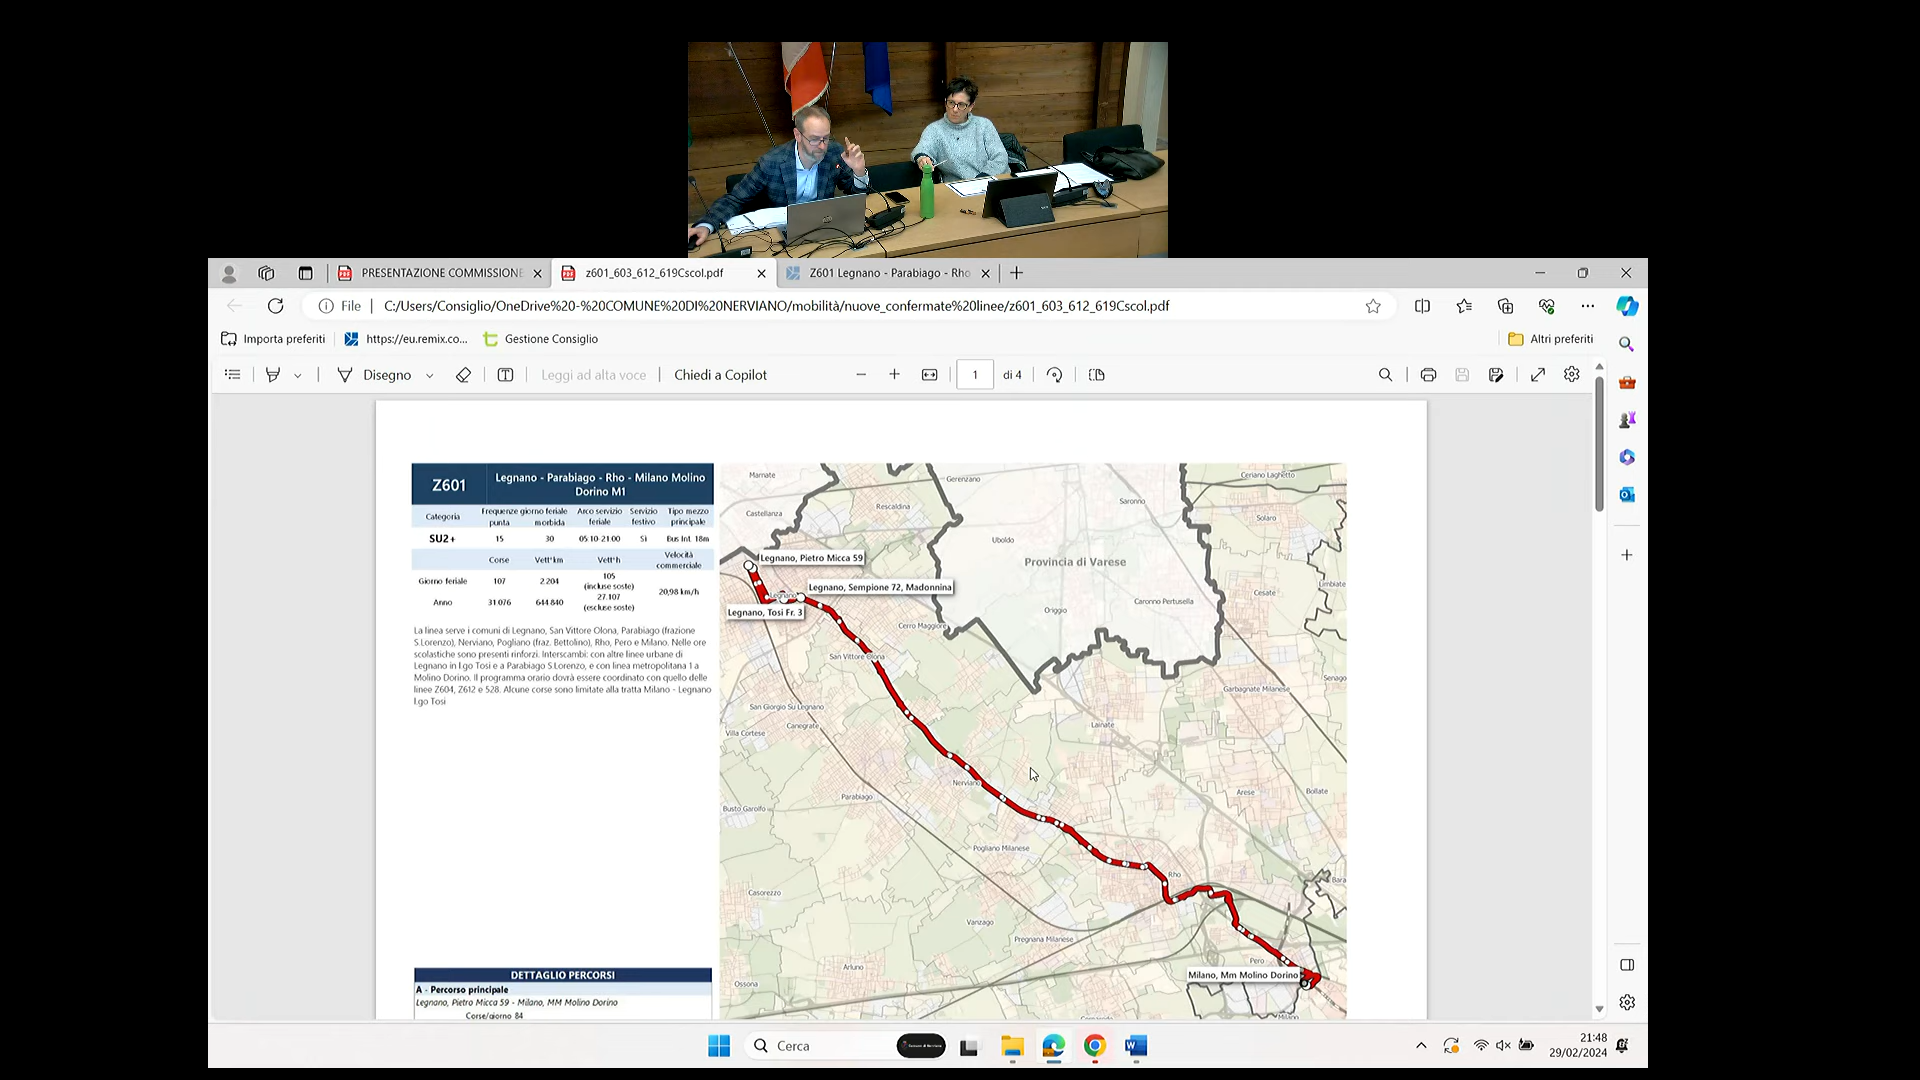 PRESENTAZIONE COMMISSIONE
z601_603_612_619Cscol.pdf
Z601 Legnano - Parabiago - Rho
File
C:/Users/Consiglio/OneDrive%20-%20COMUNE%20DI%20NERVIANO/mobilità/nuove_confermate%20linee/z601_603_612_619Cscol.pdf
Importa preferiti
https://eu.remix.co...
Gestione Consiglio
Altri preferiti
Disegno
Leggi ad alta voce
Chiedi a Copilot
1
di 4
Z601
Legnano - Parabiago - Rho - Milano Molino
Dorino M1
Categoria
Frequenze giorno feriale
punta
morbida
Arco servizio
feriale
Servizio
festivo
Tipo mezzo
principale
SU2+
15
30
05:10-21:00
Sì
Bus Int. 18m
Corse
Vett*km
Vett*h
Velocità
commerciale
Giorno feriale
107
2.204
105
(incluse soste)
Anno
31 076
644 840
27.107
(escluse soste)
20,98 km/h
La linea serve i comuni di Legnano, San Vittore Olona, Parabiago (frazione
S.Lorenzo), Nerviano, Pogliano (fraz. Bettolino), Rho, Pero e Milano. Nelle ore
scolastiche sono presenti rinforzi. Interscambi: con altre linee urbane di
Legnano in l.go Tosi e a Parabiago S.Lorenzo, e con linea metropolitana 1 a
Molino Dorino. Il programma orario dovrà essere coordinato con quello delle
linee Z604, Z612 e 528. Alcune corse sono limitate alla tratta Milano - Legnano
l.go Tosi
DETTAGLIO PERCORSI
A - Percorso principale
Legnano, Pietro Micca 59 - Milano, MM Molino Dorino
Corse/giorno 84
Marnate
Gerenzano
Ceriano Laghetto
Saronno
Rescaldina
Castellanza
Solaro
Uboldo
Provincia di Varese
Legnano, Pietro Micca 59
Legnano, Sempione 72, Madonnina
Legnano
Legnano, Tosi Fr. 3
Limbiate
Cesate
Caronno Pertusella
Origgio
Cerro Maggiore
San Vittore Olona
Senago
Garbagnate Milanese
San Giorgio Su Legnano
Canegrate
Lainate
Villa Cortese
Nerviano
Arese
Bollate
Parabiago
Busto Garolfo
Pogliano Milanese
Rho
Casorezzo
Vanzago
Pregnana Milanese
Bara
Pero
Arluno
Milano, Mm Molino Dorino
Ossona
Milano
Cerca
21:48
29/02/2024